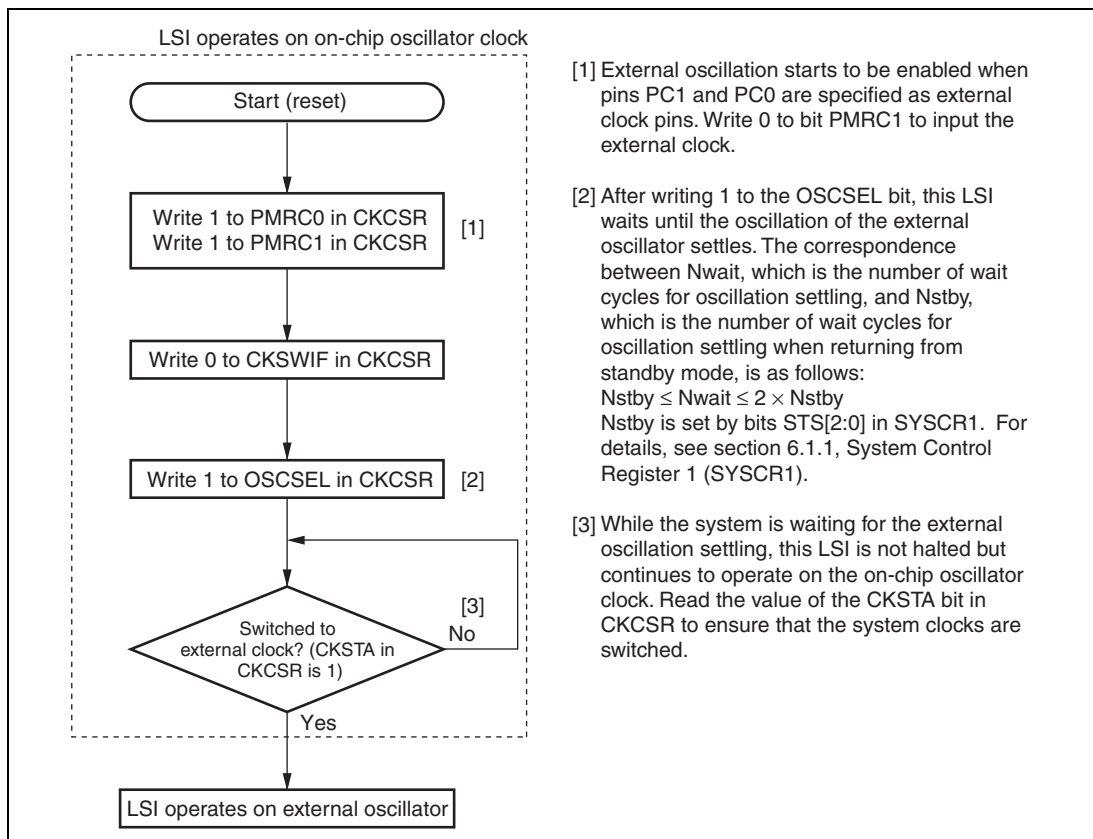 LSI operates on on-chip oscillator clock
Start (reset)
Write 1 to PMRC0 in CKCSR
Write 1 to PMRC1 in CKCSR
[1]
Write 0 to CKSWIF in CKCSR
Write 1 to OSCSEL in CKCSR
[2]
[3]
Switched to
external clock? (CKSTA in
CKCSR is 1)
No
Yes
LSI operates on external oscillator
[1] External oscillation starts to be enabled when
pins PC1 and PC0 are specified as external
clock pins. Write 0 to bit PMRC1 to input the
external clock.
[2] After writing 1 to the OSCSEL bit, this LSI
waits until the oscillation of the external
oscillator settles. The correspondence
between Nwait, which is the number of wait
cycles for oscillation settling, and Nstby,
which is the number of wait cycles for
oscillation settling when returning from
standby mode, is as follows:
Nstby ≤ Nwait ≤ 2 × Nstby
Nstby is set by bits STS[2:0] in SYSCR1. For
details, see section 6.1.1, System Control
Register 1 (SYSCR1).
[3] While the system is waiting for the external
oscillation settling, this LSI is not halted but
continues to operate on the on-chip oscillator
clock. Read the value of the CKSTA bit in
CKCSR to ensure that the system clocks are
switched.